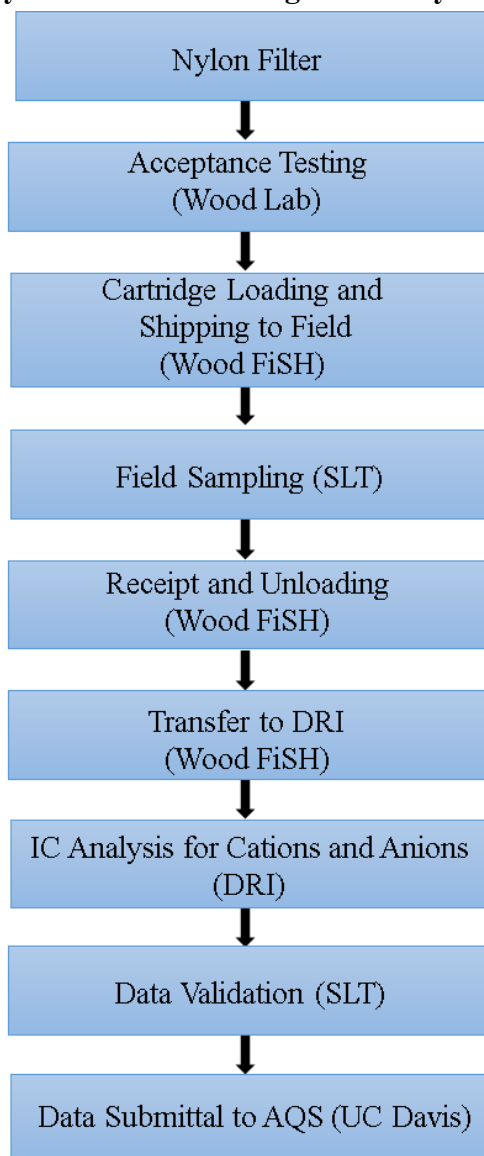 Nylon Filter
Acceptance Testing
(Wood Lab)
Cartridge Loading and
Shipping to Field
(Wood FiSH)
Field Sampling (SLT)
Receipt and Unloading
(Wood FiSH)
Transfer to DRI
(Wood FiSH)
IC Analysis for Cations and Anions
(DRI)
Data Validation (SLT)
Data Submittal to AQS (UC Davis)